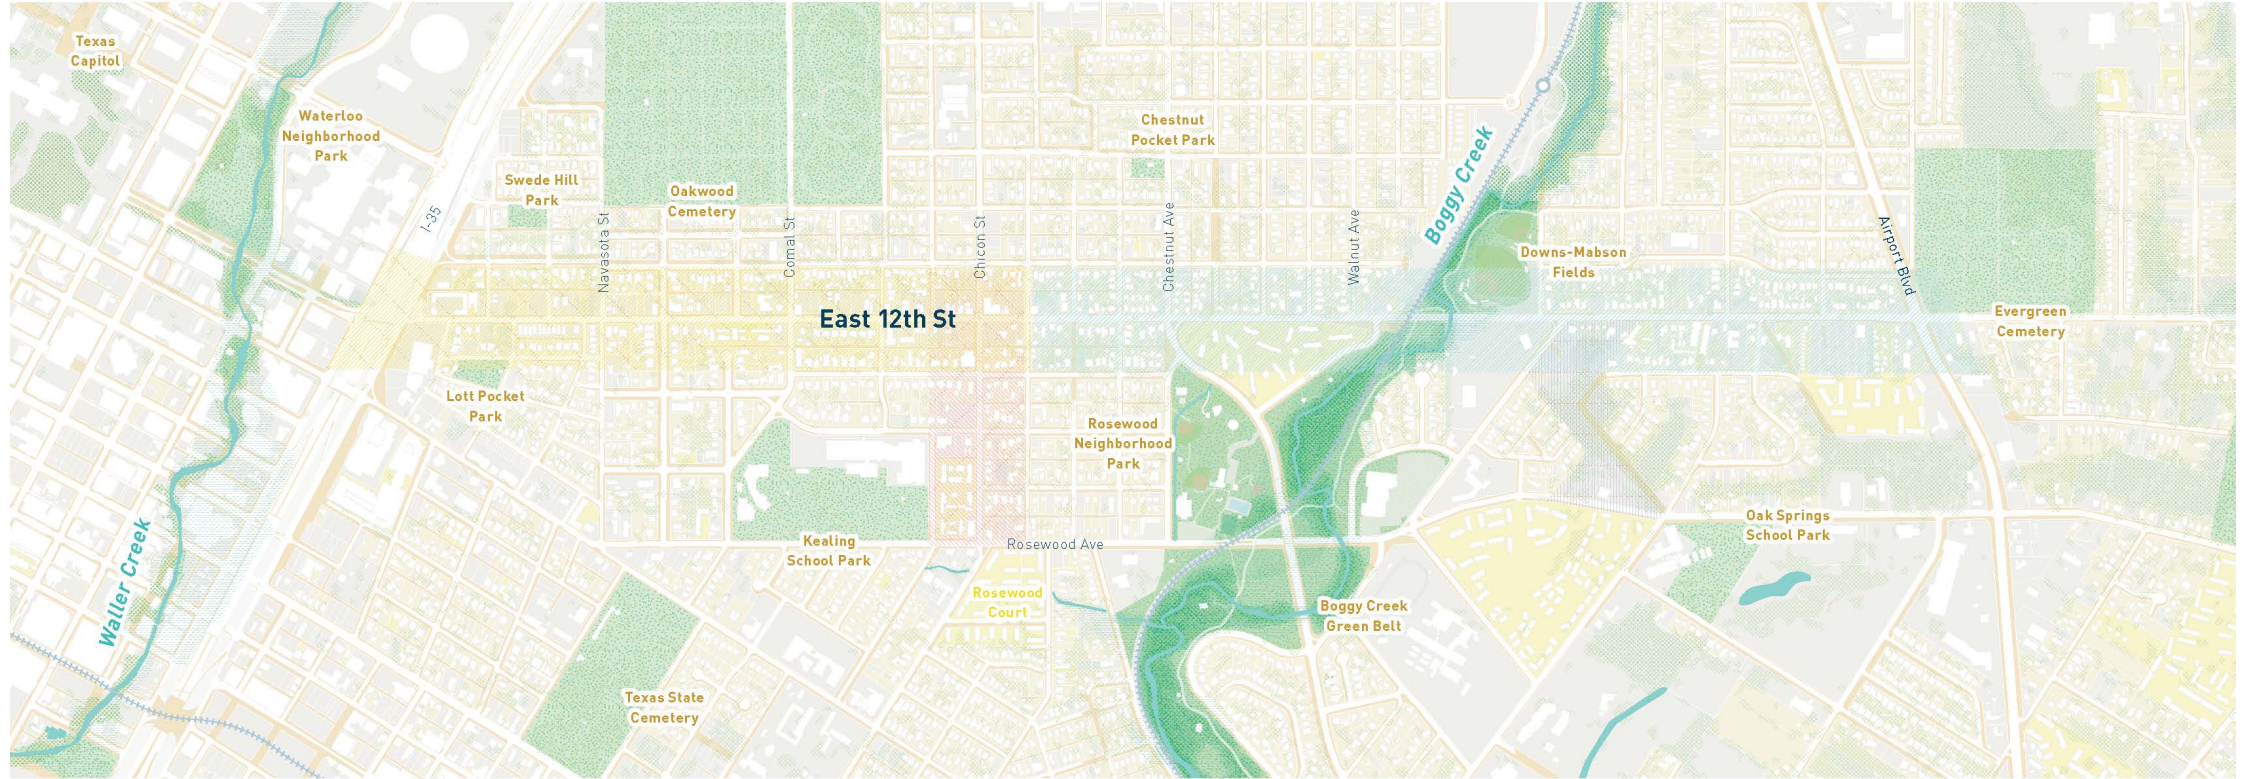 Texas
Capitol
Waterloo
Neighborhood
Park
Chestnut
Pocket Park
Swede Hill
Park
Oakwood
Cemetery
Boggy Creek
I-35
Navasota St
Comal St
Chicon St
Chestnut Ave
Walnut Ave
Downs-Mabson
Fields
Airport Blvd
East 12th St
Evergreen
Cemetery
Lott Pocket
Park
Rosewood
Neighborhood
Park
Waller Creek
Kealing
School Park
Rosewood Ave
Oak Springs
School Park
Rosewood
Court
Boggy Creek
Green Belt
Texas State
Cemetery